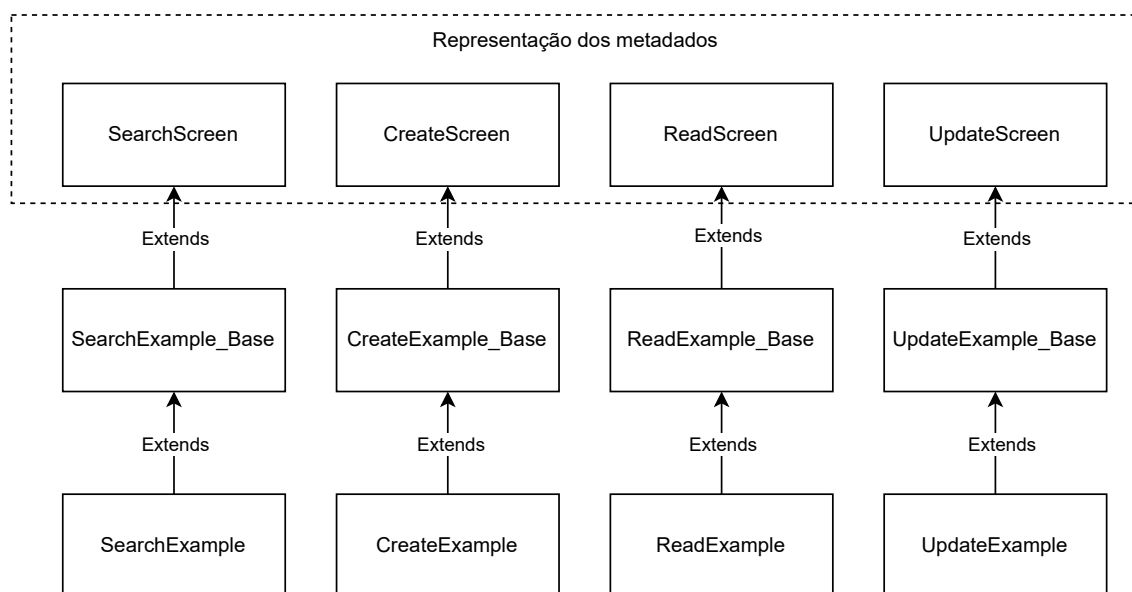 Representação dos metadados
SearchScreen
CreateScreen
ReadScreen
UpdateScreen
Extends
Extends
Extends
Extends
SearchExample_Base
CreateExample_Base
ReadExample_Base
UpdateExample_Base
Extends
Extends
Extends
Extends
SearchExample
CreateExample
ReadExample
UpdateExample